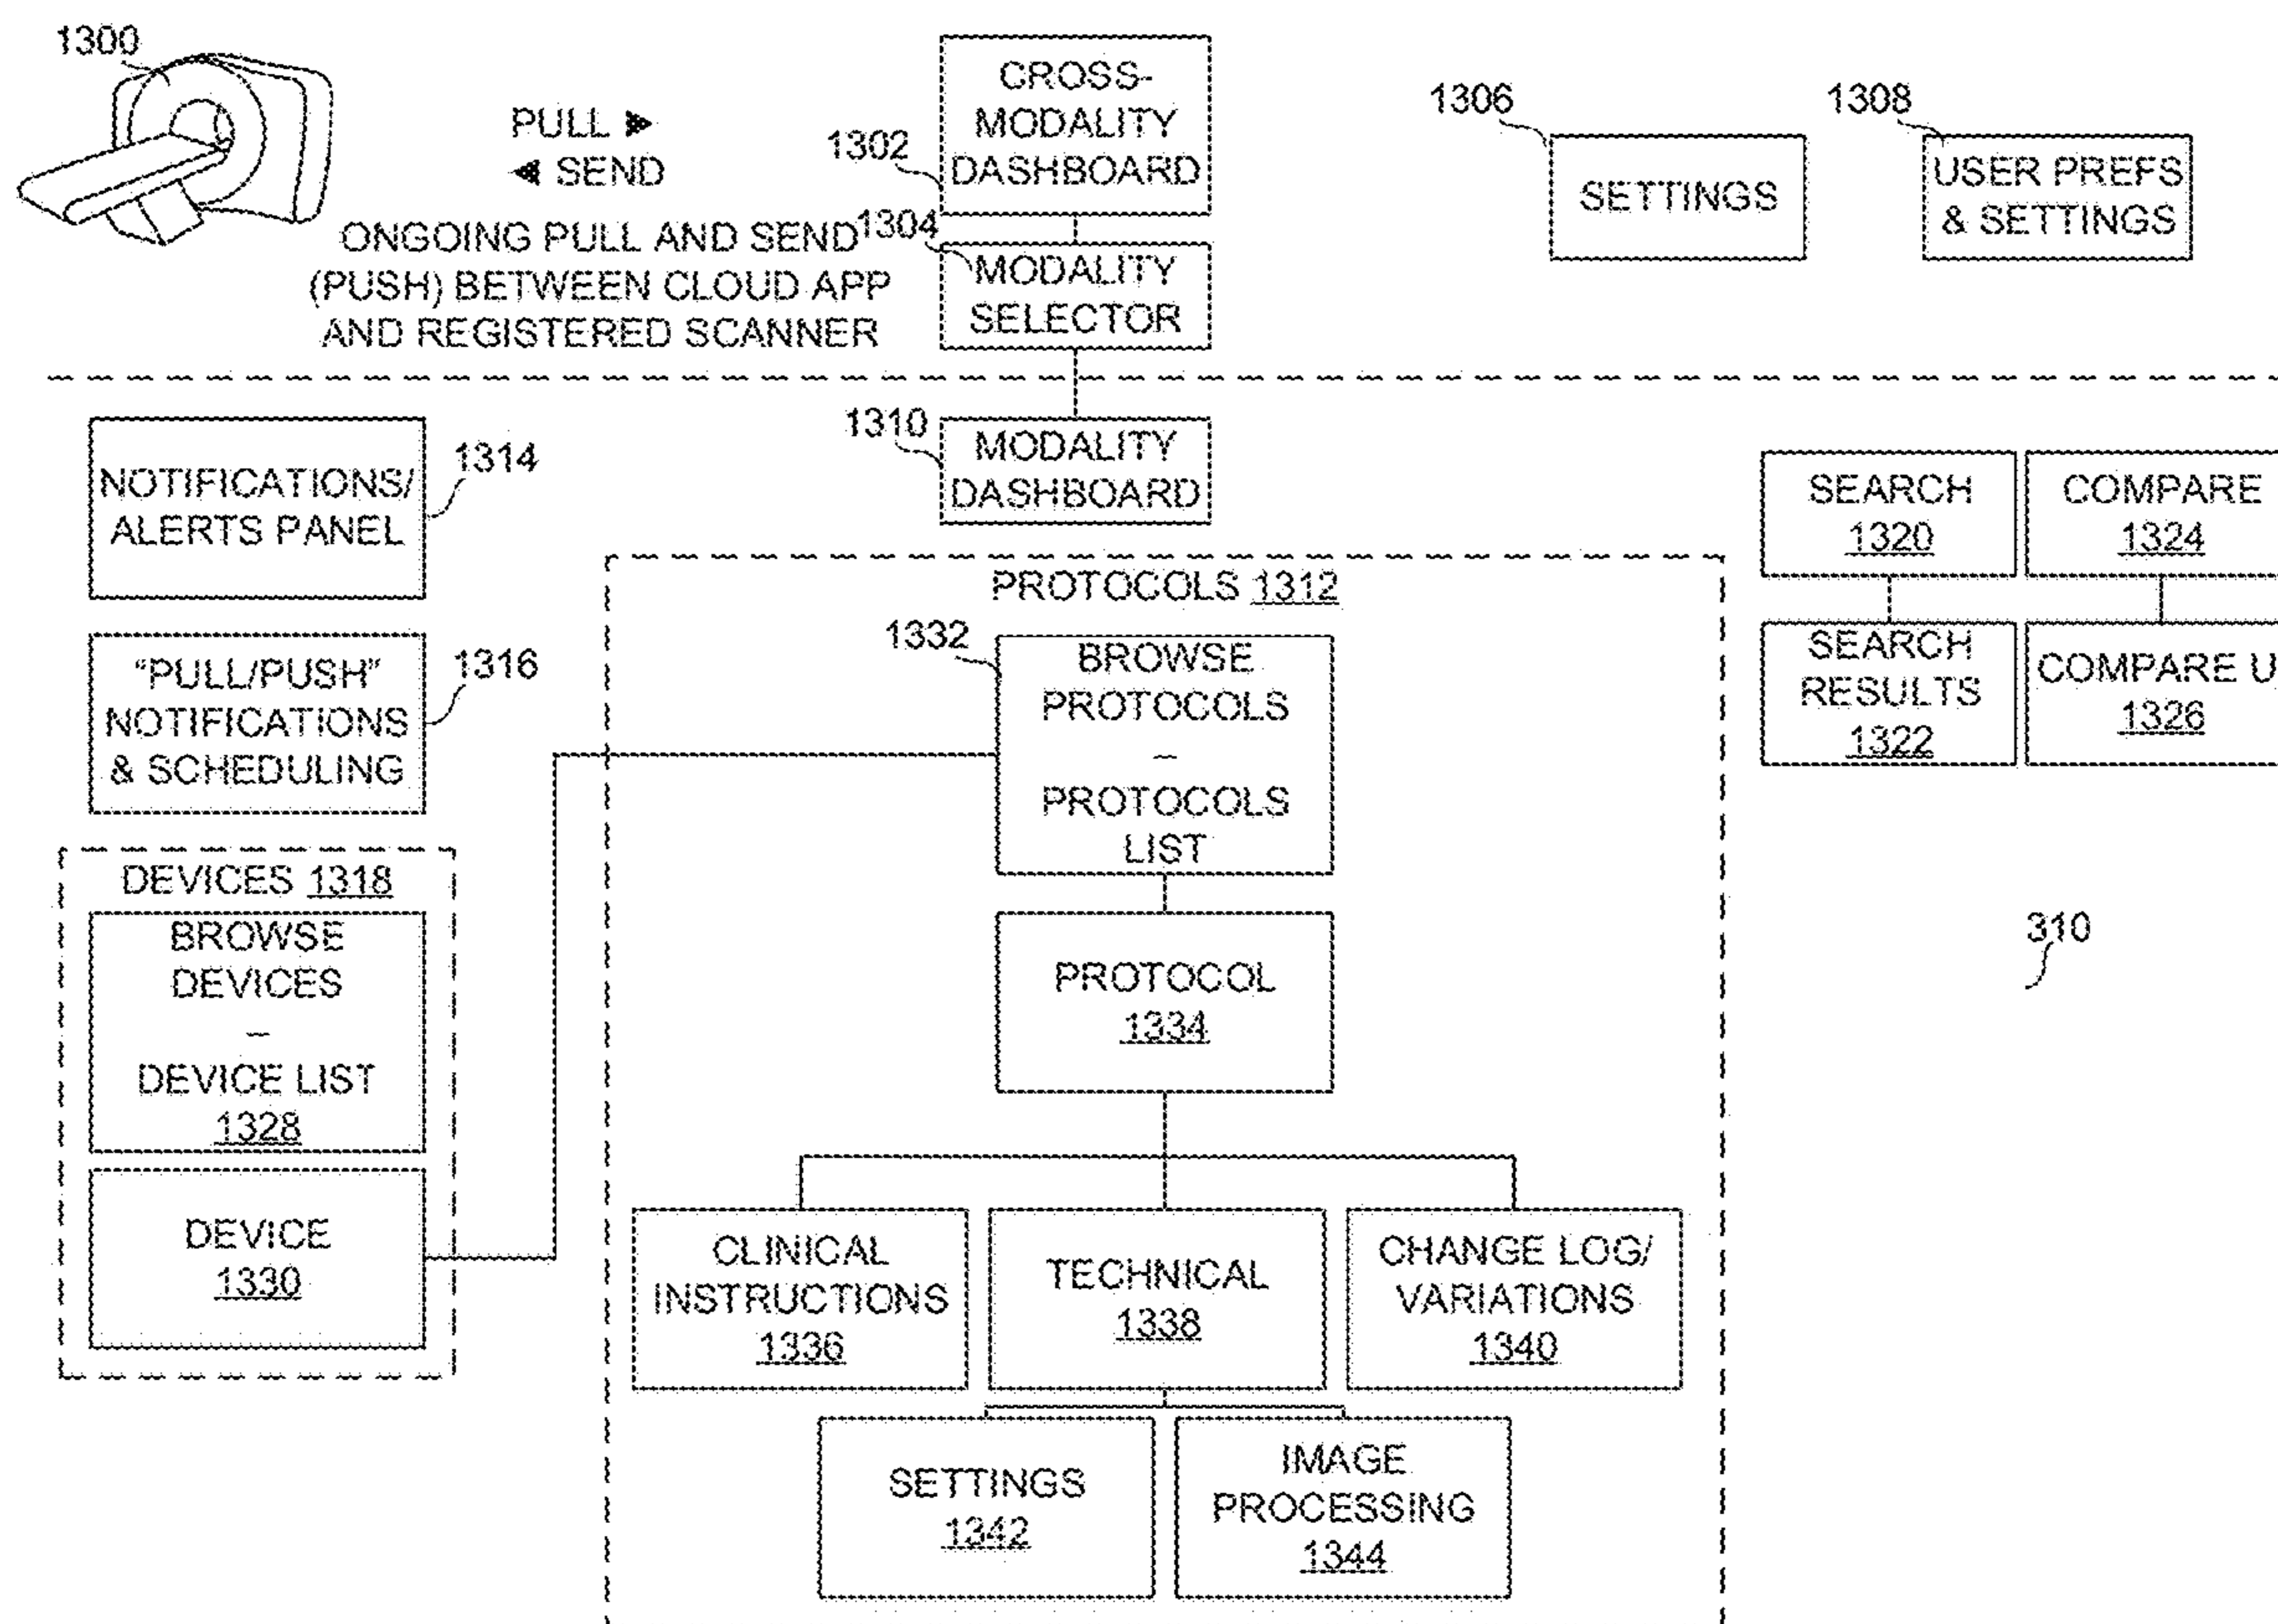 1300
PULL ▶
◀ SEND
ONGOING PULL AND SEND
(PUSH) BETWEEN CLOUD APP
AND REGISTERED SCANNER
1302
CROSS-
MODALITY
DASHBOARD
1304
MODALITY
SELECTOR
1306
SETTINGS
1308
USER PREFS
& SETTINGS
1310
MODALITY
DASHBOARD
NOTIFICATIONS/
ALERTS PANEL
1314
"PULL/PUSH"
NOTIFICATIONS
& SCHEDULING
1316
DEVICES 1318
BROWSE
DEVICES
–
DEVICE LIST
1328
DEVICE
1330
PROTOCOLS 1312
1332
BROWSE
PROTOCOLS
–
PROTOCOLS
LIST
PROTOCOL
1334
CLINICAL
INSTRUCTIONS
1336
TECHNICAL
1338
CHANGE LOG/
VARIATIONS
1340
SETTINGS
1342
IMAGE
PROCESSING
1344
SEARCH
1320
COMPARE
1324
SEARCH
RESULTS
1322
COMPARE U
1326
310